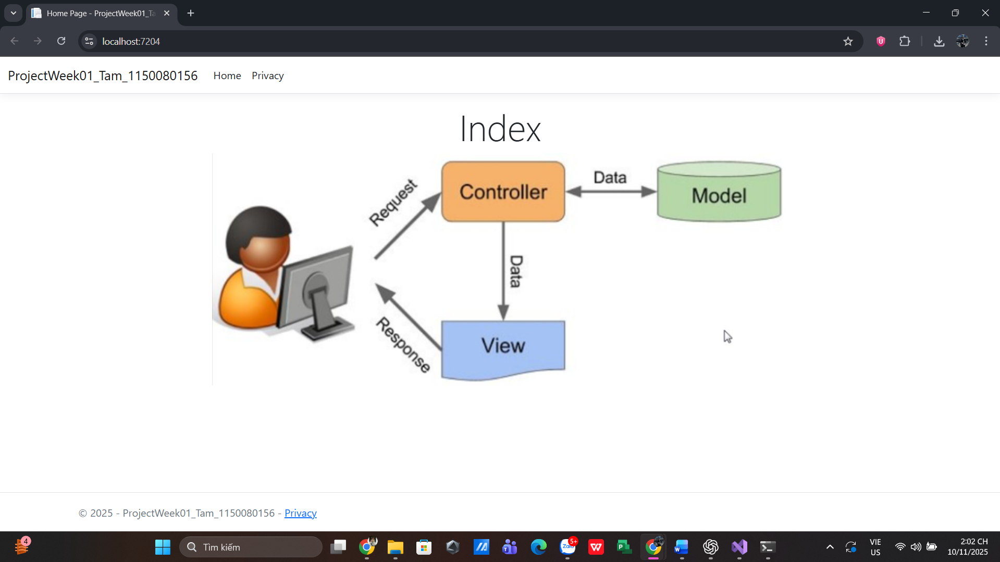 Home Page - ProjectWeek01_Ta
localhost:7204
ProjectWeek01_Tam_1150080156 Home Privacy
Index
Request
Controller
Data
Model
Data
Response
View
© 2025 - ProjectWeek01_Tam_1150080156 - Privacy
4
Tìm kiếm
Zalo
5+
VIE
US
2:02 CH
10/11/2025